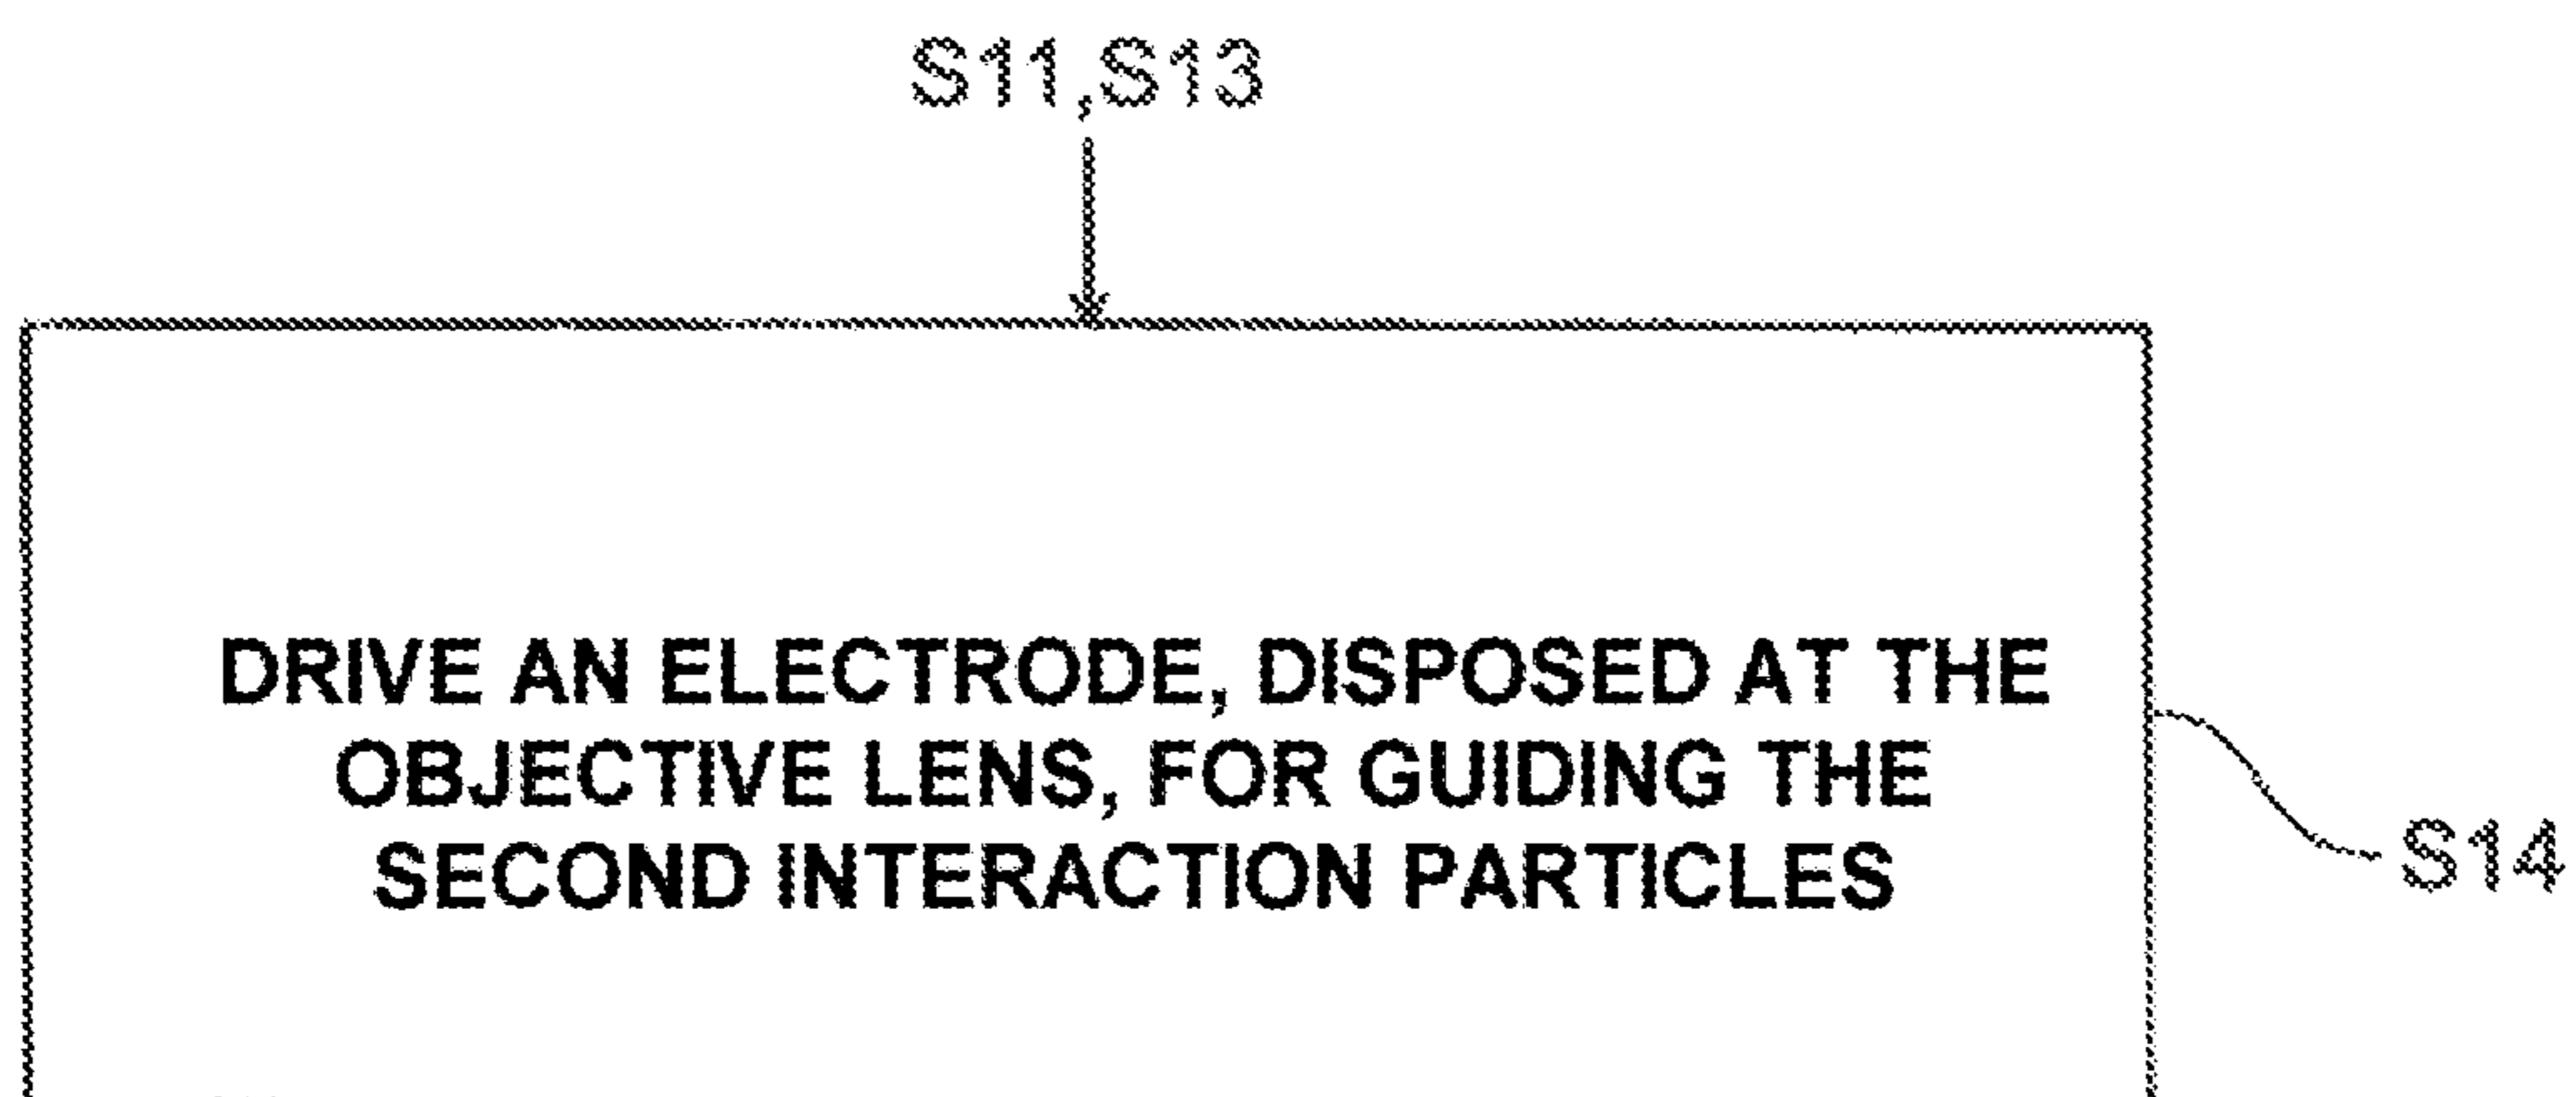 S11,S13
DRIVE AN ELECTRODE, DISPOSED AT THE
OBJECTIVE LENS, FOR GUIDING THE
SECOND INTERACTION PARTICLES
S14